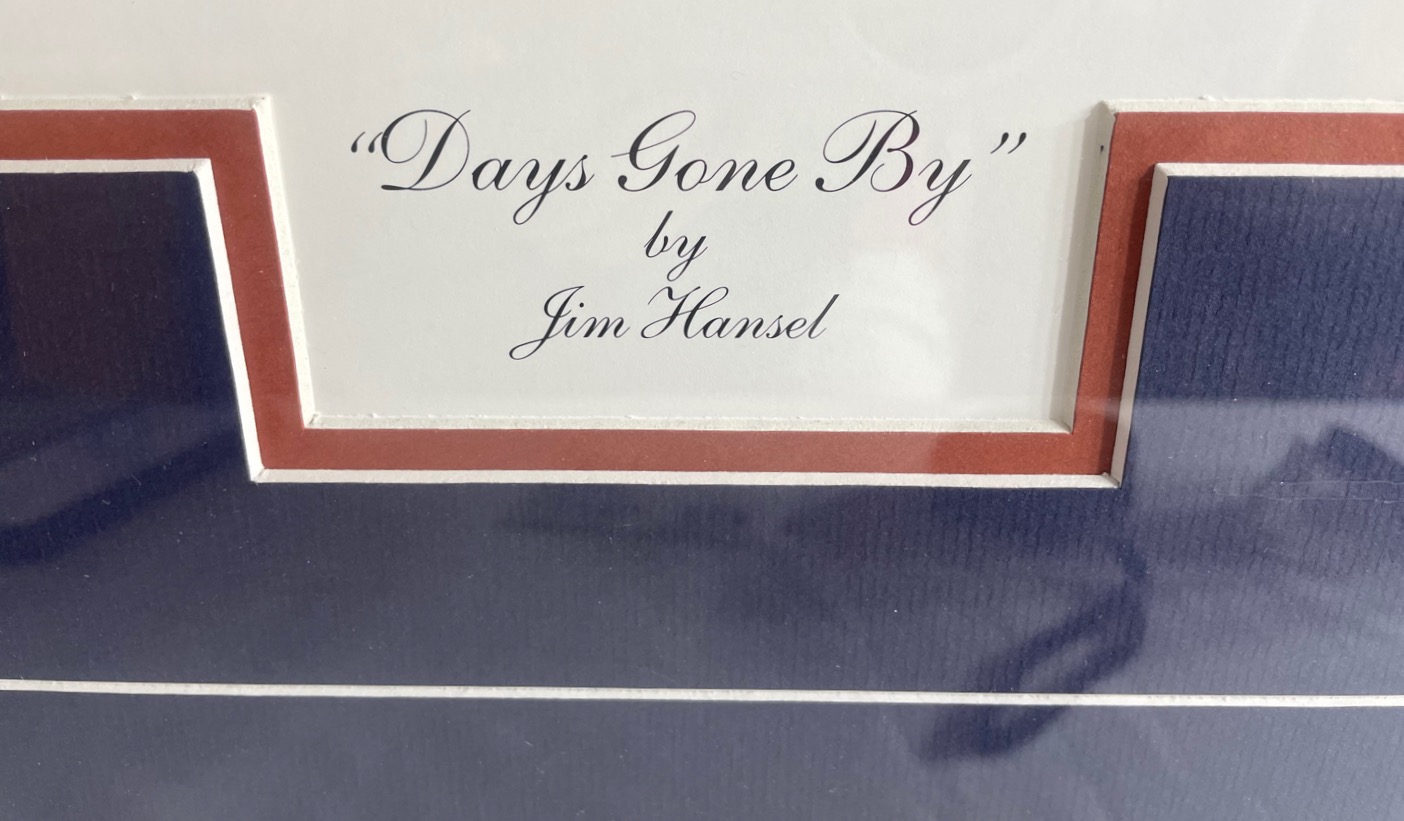 “Days Gone By”
by
Jim Hansel